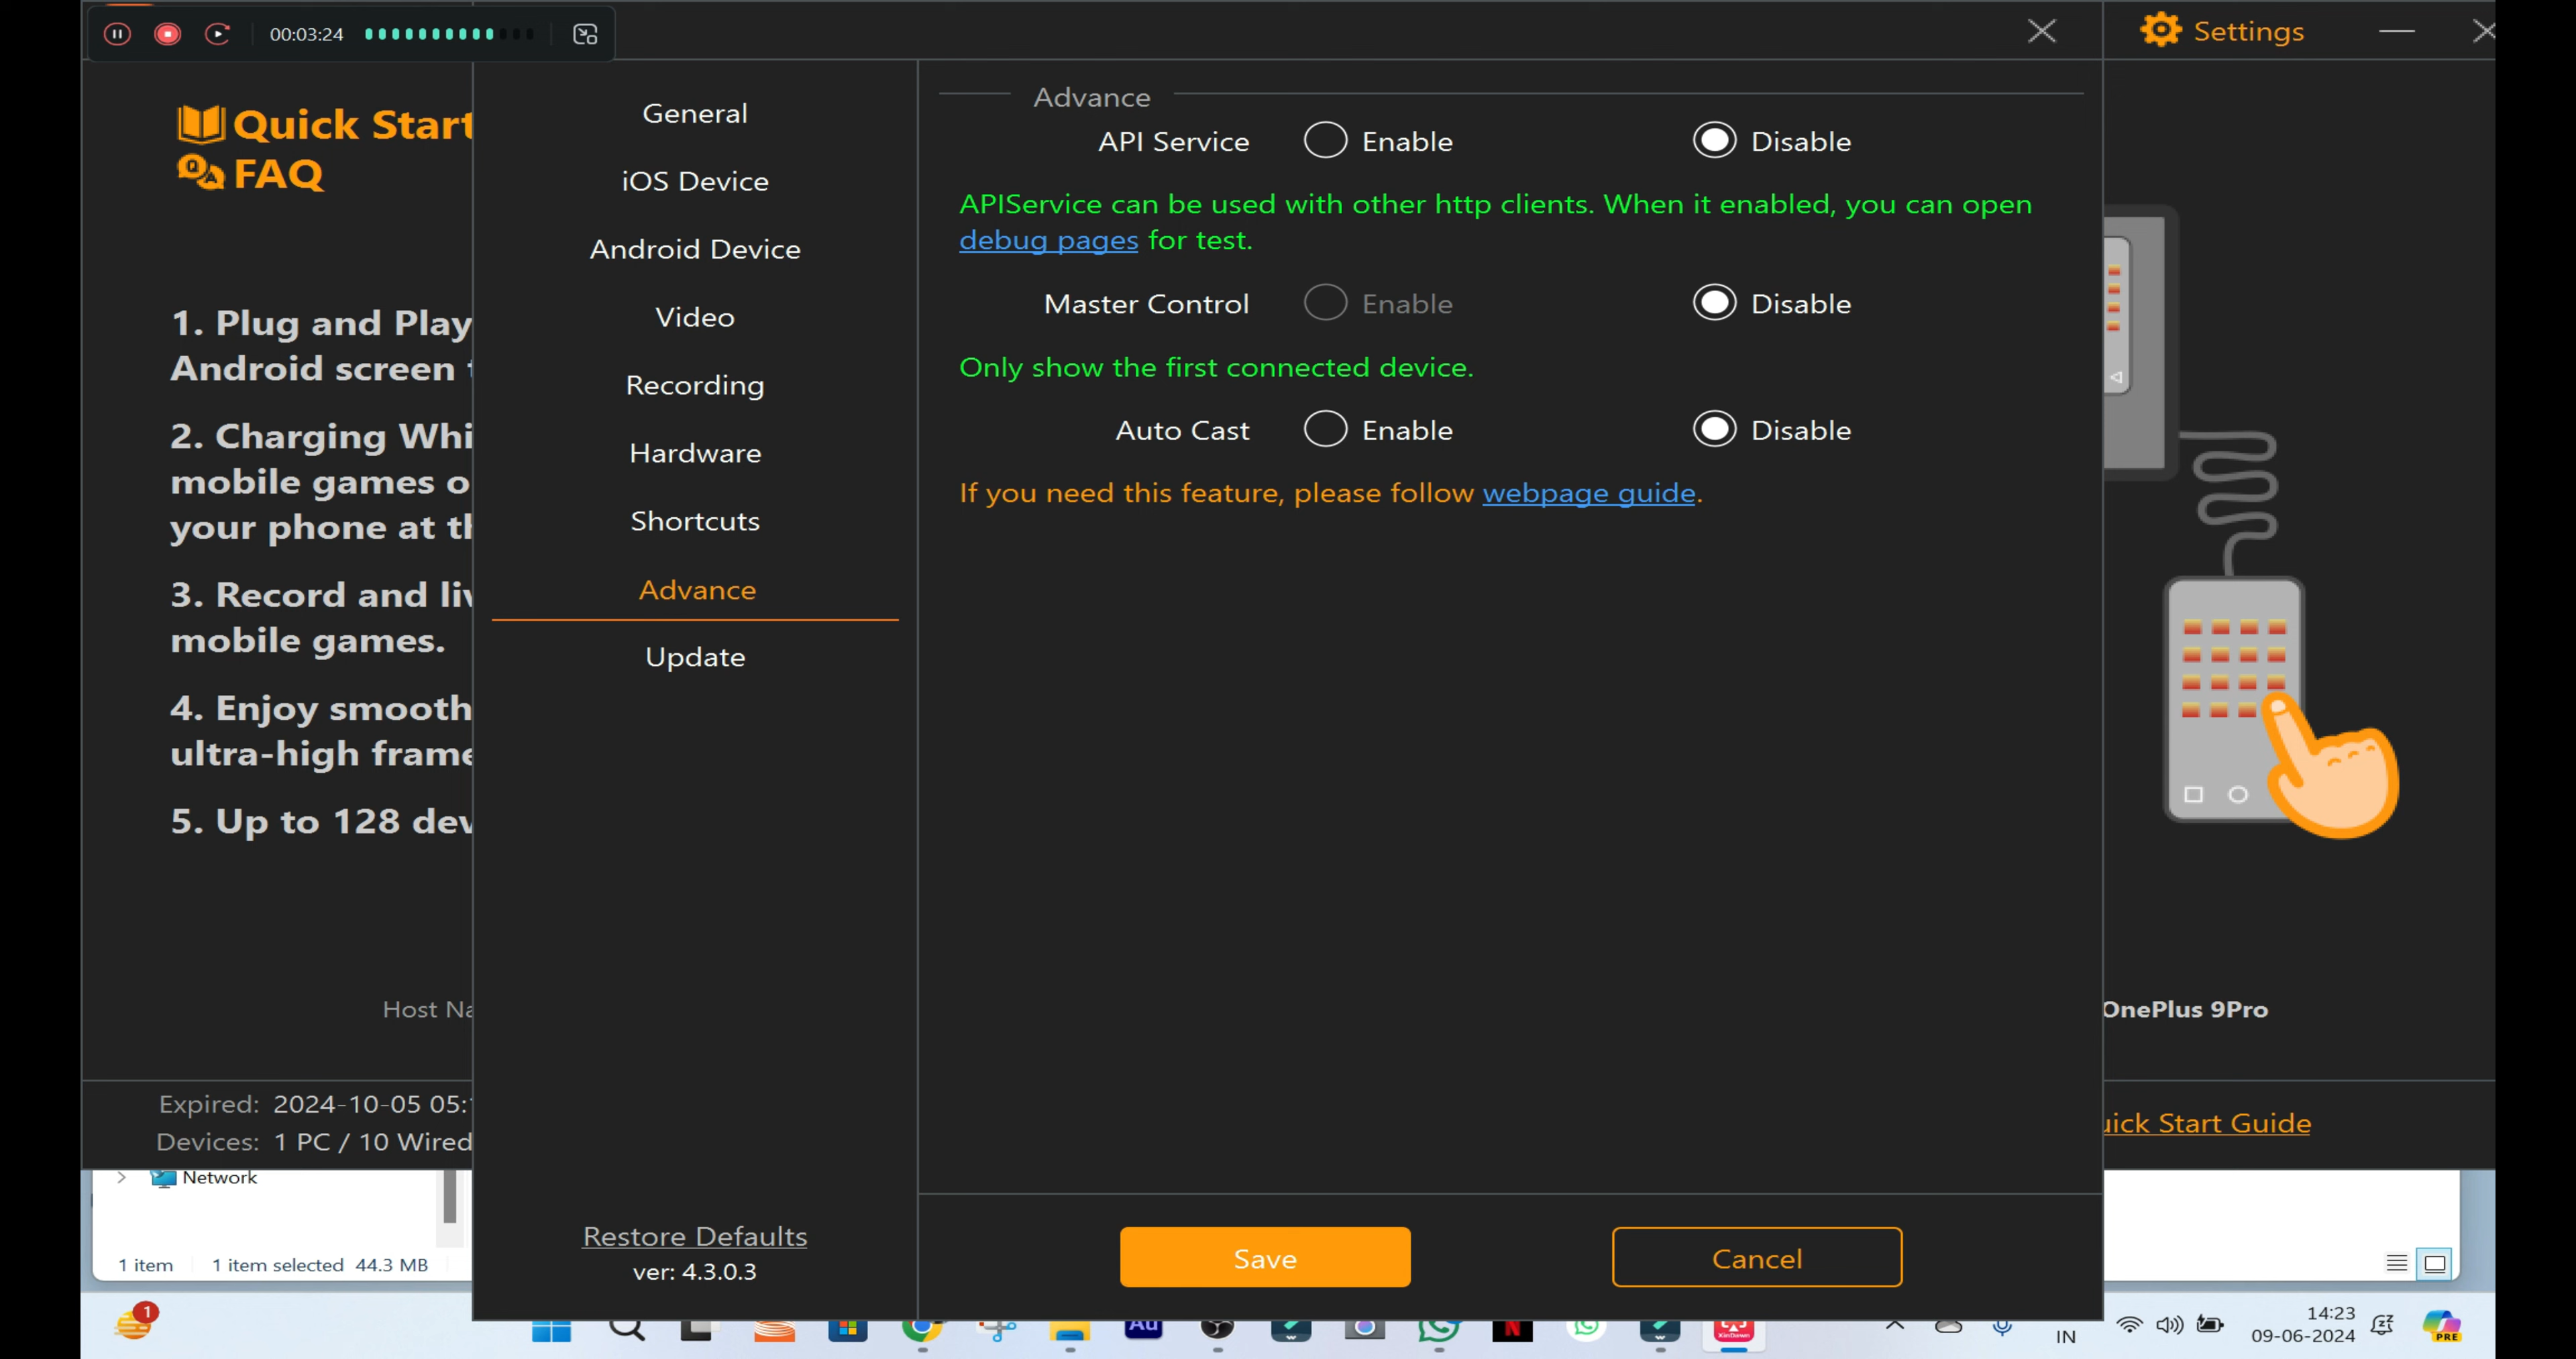 00:03:24
Settings
Quick Start
FAQ
1. Plug and Play
Android screen
2. Charging Whi
mobile games o
your phone at th
3. Record and liv
mobile games.
4. Enjoy smooth
ultra-high frame
5. Up to 128 dev
Host Na
Expired: 2024-10-05 05:
Devices: 1 PC / 10 Wired
General
iOS Device
Android Device
Video
Recording
Hardware
Shortcuts
Advance
Update
Restore Defaults
ver: 4.3.0.3
Advance
API Service Enable Disable
APIService can be used with other http clients. When it enabled, you can open
debug pages for test.
Master Control Enable Disable
Only show the first connected device.
Auto Cast Enable Disable
If you need this feature, please follow webpage guide.
Save Cancel
OnePlus 9Pro
uick Start Guide
Network
1 item 1 item selected 44.3 MB
1
Au
N
XinDawn
IN
14:23
09-06-2024
PRE